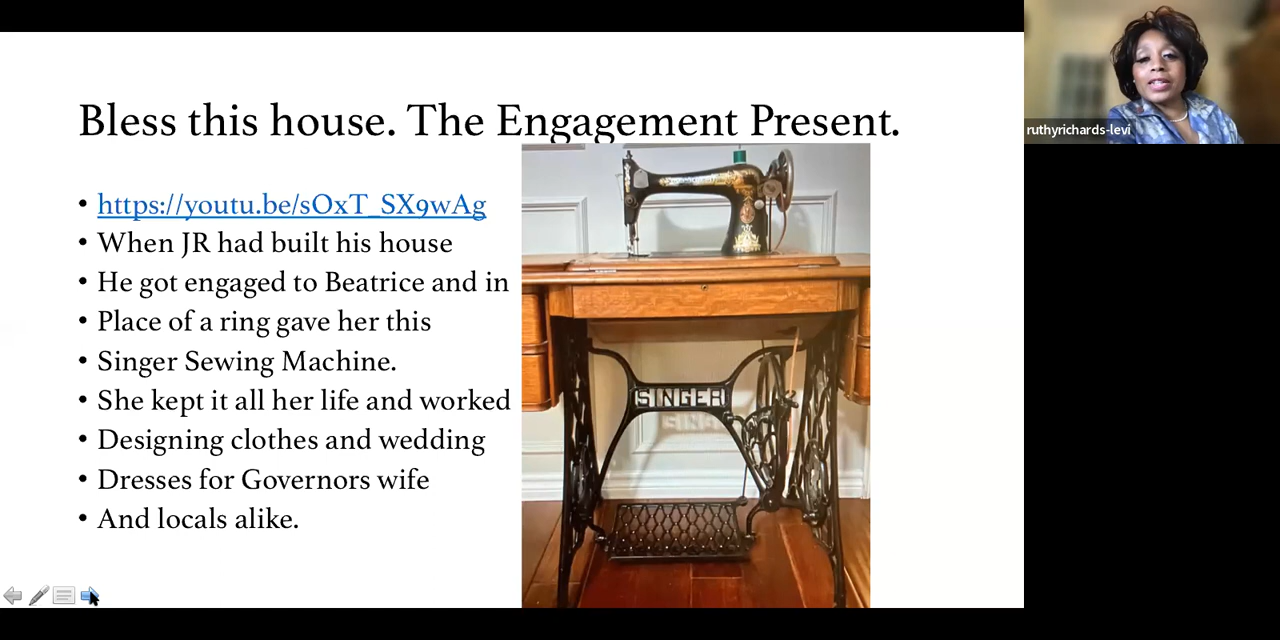 Bless this house. The Engagement Present.
• https://youtu.be/sOxT_SX9wAg
• When JR had built his house
• He got engaged to Beatrice and in
• Place of a ring gave her this
• Singer Sewing Machine.
• She kept it all her life and worked
• Designing clothes and wedding
• Dresses for Governors wife
• And locals alike.
SINGER
ruthyrichards-levi